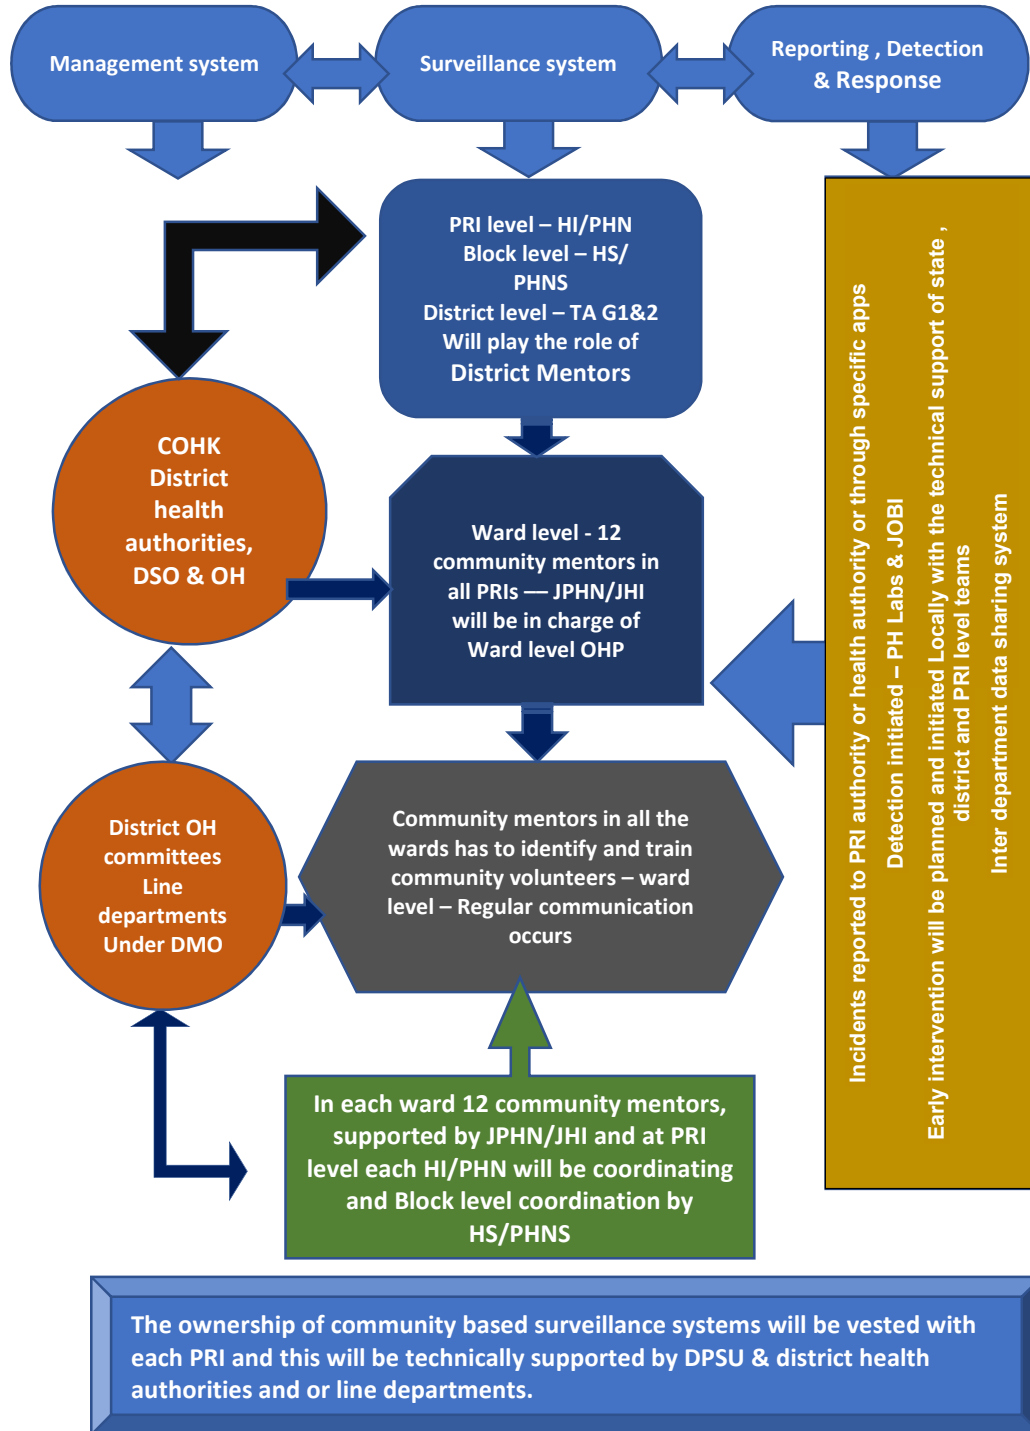 Management system
Surveillance system
Reporting , Detection
& Response
PRI level – HI/PHN
Block level – HS/
PHNS
District level – TA G1&2
Will play the role of
District Mentors
COHK
District
health
authorities,
DSO & OH
Ward level - 12
community mentors in
all PRIs –– JPHN/JHI
will be in charge of
Ward level OHP
District OH
committees
Line
departments
Under DMO
Community mentors in all the
wards has to identify and train
community volunteers – ward
level – Regular communication
occurs
In each ward 12 community mentors,
supported by JPHN/JHI and at PRI
level each HI/PHN will be coordinating
and Block level coordination by
HS/PHNS
Incidents reported to PRI authority or health authority or through specific apps
Detection initiated – PH Labs & JOBI
Early intervention will be planned and initiated Locally with the technical support of state ,
district and PRI level teams
Inter department data sharing system
The ownership of community based surveillance systems will be vested with
each PRI and this will be technically supported by DPSU & district health
authorities and or line departments.